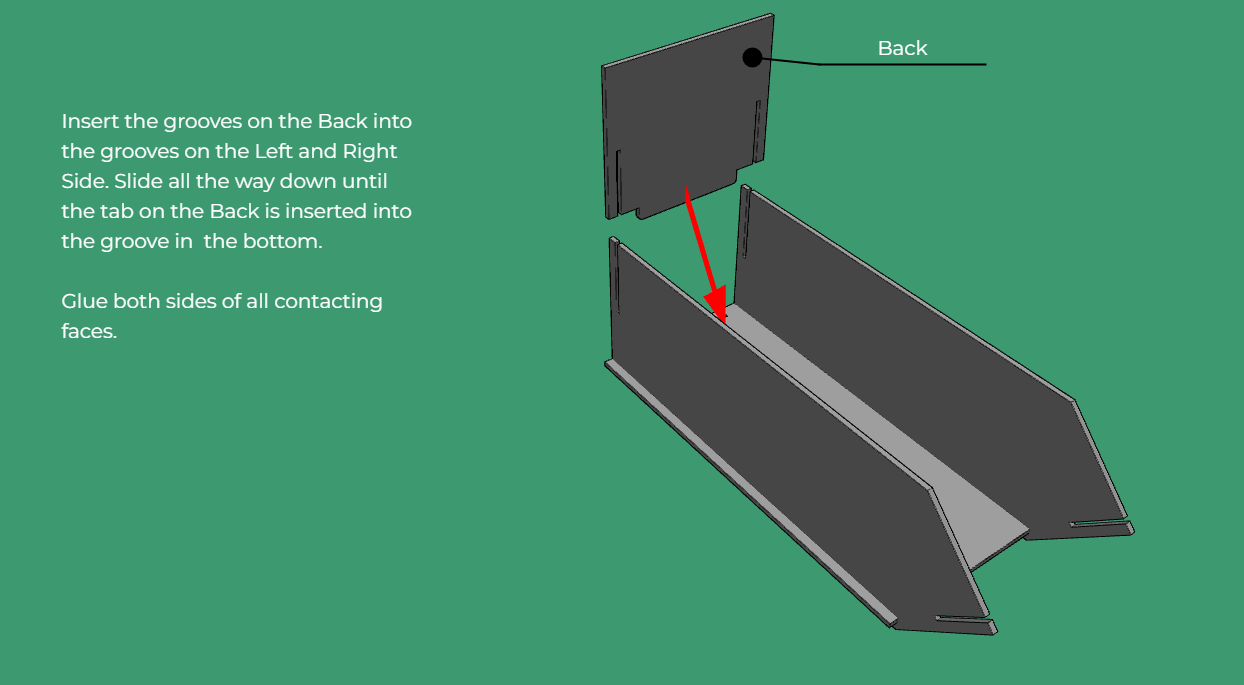 Back
Insert the grooves on the Back into
the grooves on the Left and Right
Side. Slide all the way down until
the tab on the Back is inserted into
the groove in  the bottom.
Glue both sides of all contacting
faces.